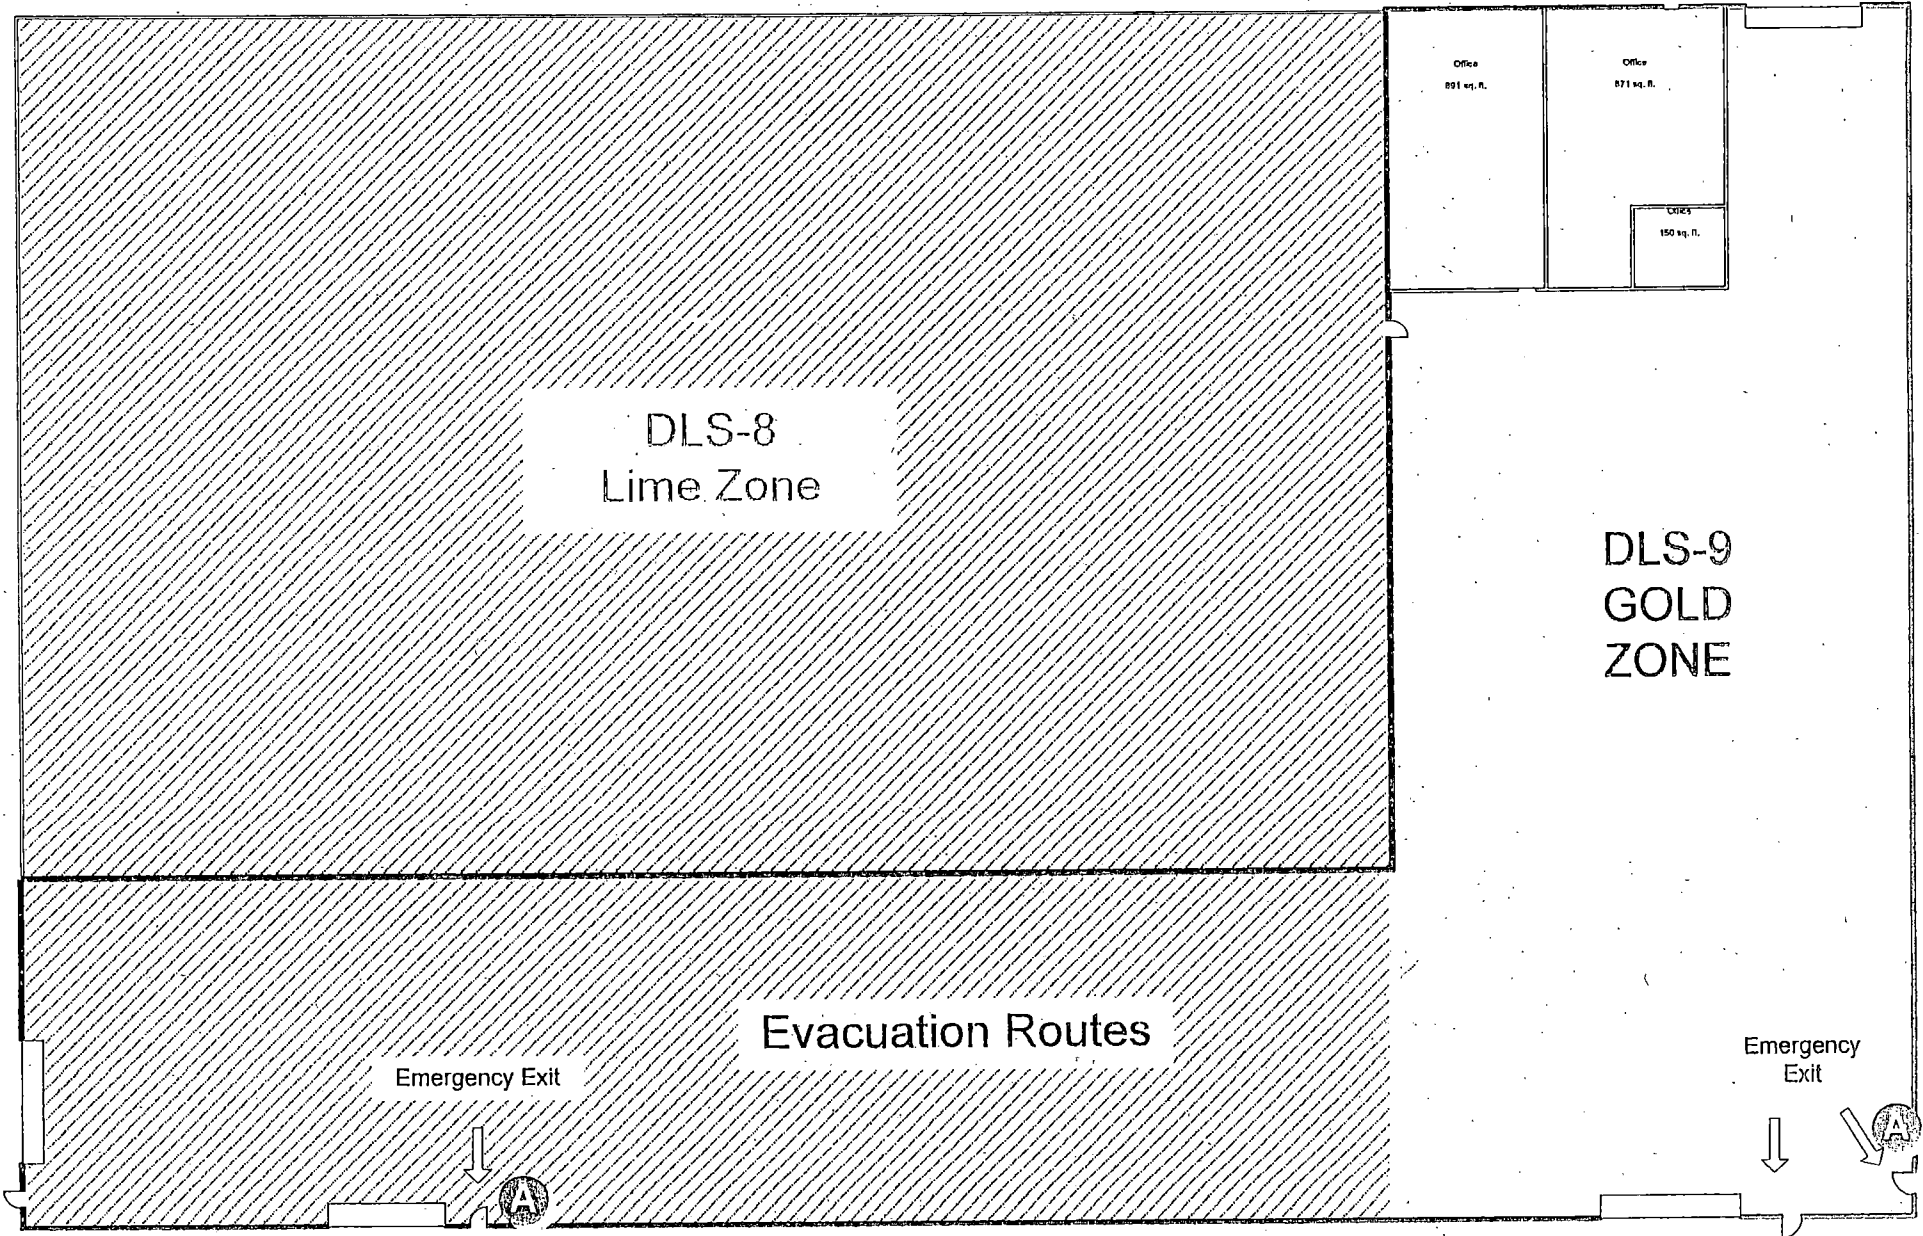 Office
891 sq. ft.
Office
871 sq. ft.
Office
150 sq. ft.
DLS-8
Lime Zone
DLS-9
GOLD
ZONE
Evacuation Routes
Emergency Exit
A
Emergency
Exit
A